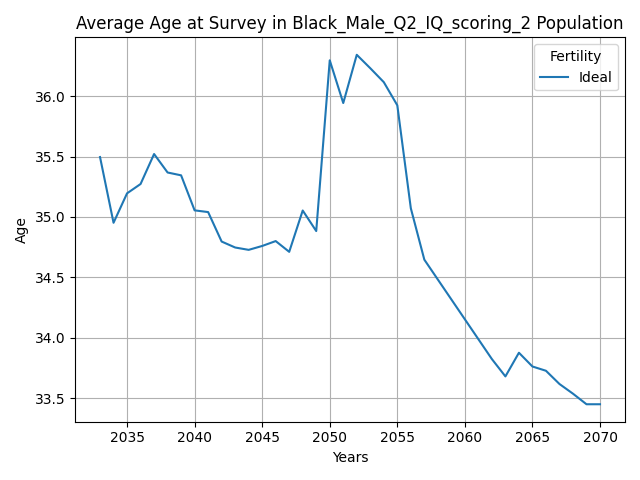 Average Age at Survey in Black_Male_Q2_IQ_scoring_2 Population
Fertility
Ideal
Age
36.0
35.5
35.0
34.5
34.0
33.5
2035 2040 2045 2050 2055 2060 2065 2070
Years